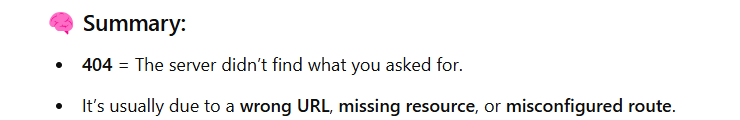 🧠 Summary:
• 404 = The server didn’t find what you asked for.
• It’s usually due to a wrong URL, missing resource, or misconfigured route.